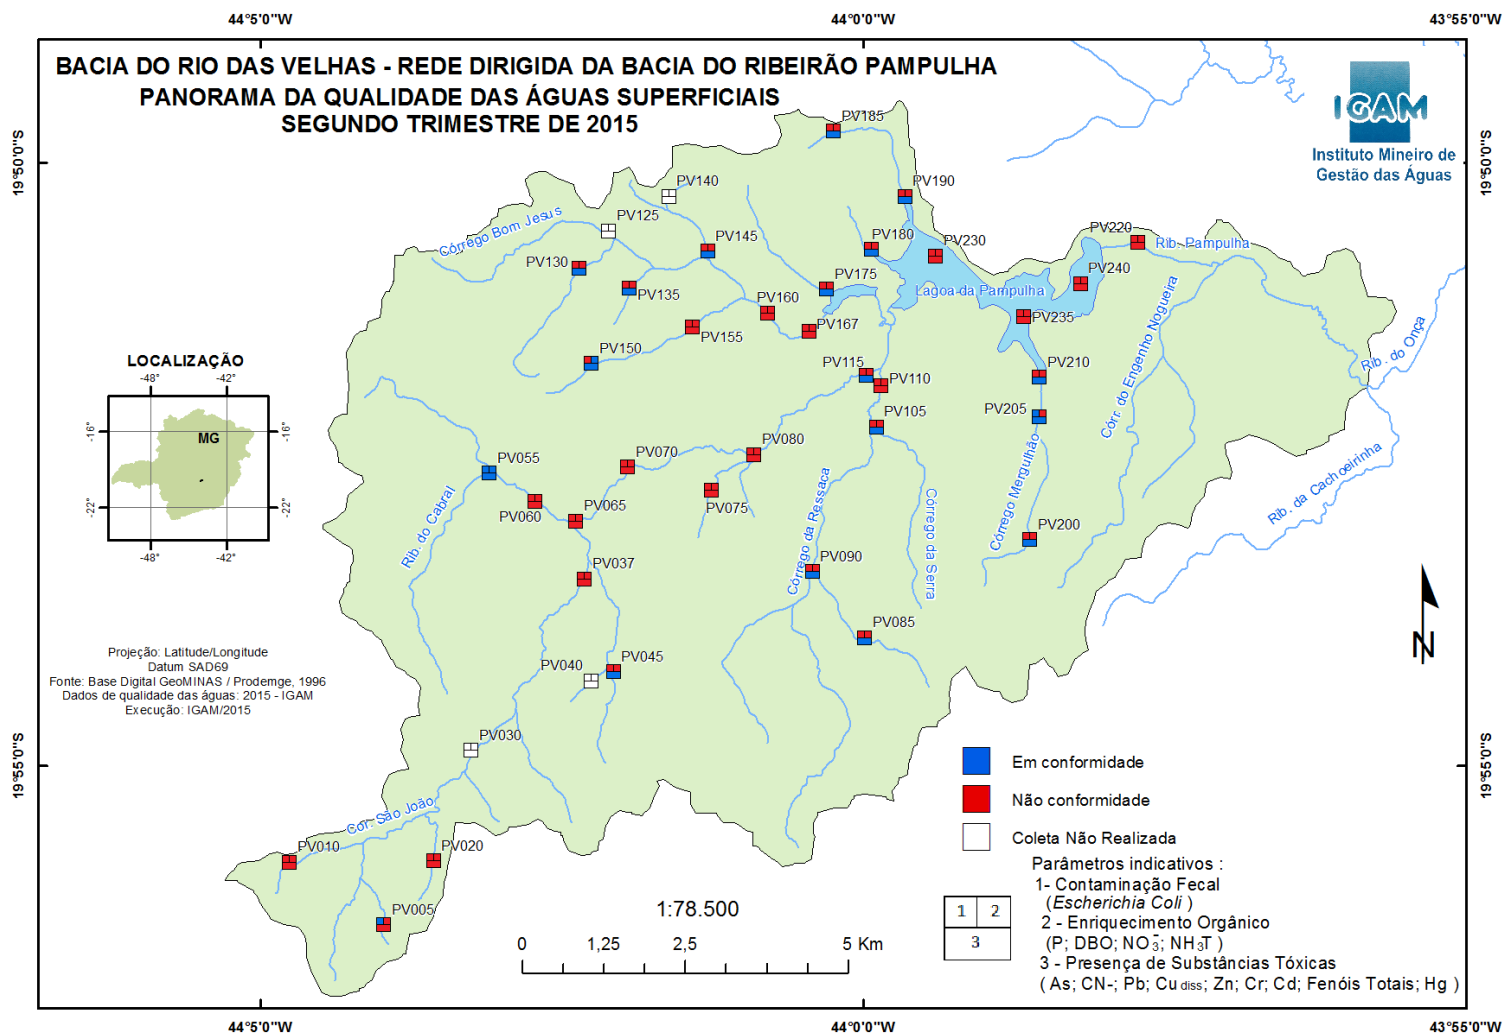 44°5'0"W
44°0'0"W
43°55'0"W
BACIA DO RIO DAS VELHAS - REDE DIRIGIDA DA BACIA DO RIBEIRÃO PAMPULHA
PANORAMA DA QUALIDADE DAS ÁGUAS SUPERFICIAIS
SEGUNDO TRIMESTRE DE 2015
IGAM
Instituto Mineiro de
Gestão das Águas
19°50'0"S
19°50'0"S
PV185
PV140
PV190
PV125
Córrego Bom Jesus
PV145
PV180
PV230
PV220
Rib. Pampulha
PV130
PV135
PV175
PV240
Lagoa da Pampulha
PV160
PV167
PV235
PV155
PV150
PV115
PV110
PV210
PV105
PV205
Córr. do Engenho Nogueira
Rib. do Onça
Rib. da Cachoeirinha
LOCALIZAÇÃO
-48°
-42°
-16°
MG
-16°
-22°
-22°
-48°
-42°
PV055
PV070
PV080
PV060
PV065
PV075
Rib. do Cabral
Córrego da Ressaca
Córrego da Serra
Córrego Mergulhão
PV200
PV037
PV090
PV085
PV040
PV045
PV030
N
Projeção: Latitude/Longitude
Datum SAD69
Fonte: Base Digital GeoMINAS / Prodemge, 1996
Dados de qualidade das águas: 2015 - IGAM
Execução: IGAM/2015
19°55'0"S
19°55'0"S
Cor. São João
PV010
PV020
PV005
1:78.500
0
1,25
2,5
5 Km
Em conformidade
Não conformidade
Coleta Não Realizada
Parâmetros indicativos :
1- Contaminação Fecal
(Escherichia Coli )
2 - Enriquecimento Orgânico
(P; DBO; NO3-; NH3T )
3 - Presença de Substâncias Tóxicas
( As; CN-; Pb; Cu diss; Zn; Cr; Cd; Fenóis Totais; Hg )
1 2
3
44°5'0"W
44°0'0"W
43°55'0"W